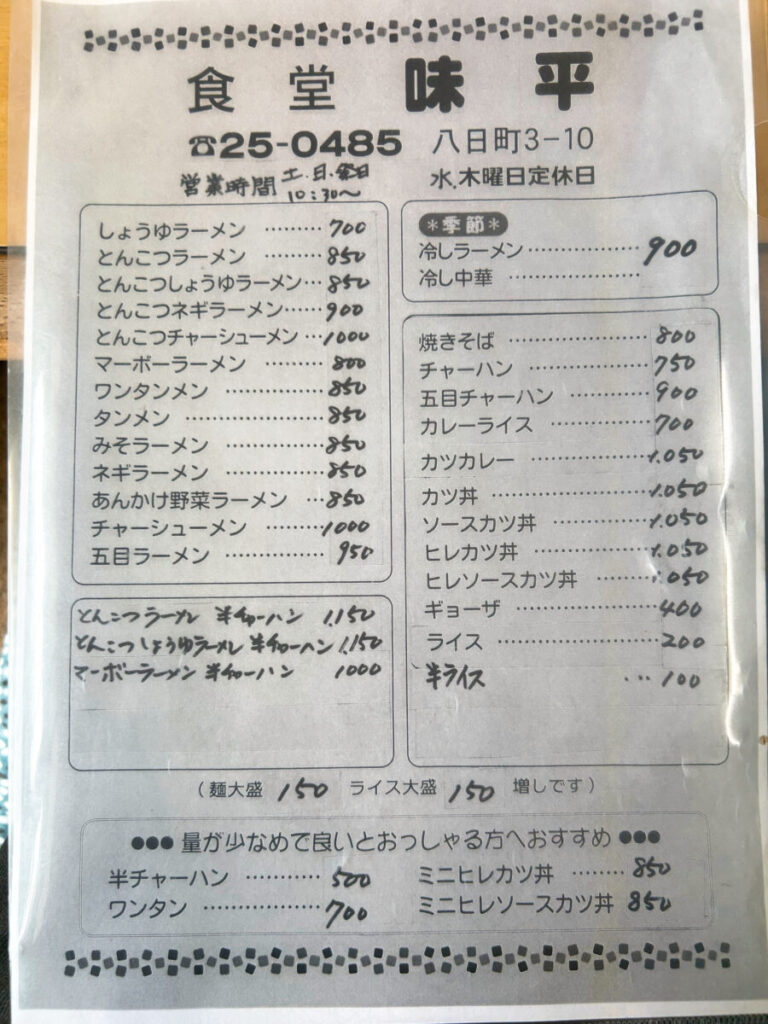 食堂 味平
☎25-0485 八日町3-10
営業時間 土.日.祭日 10:30〜 水.木曜日定休日
しょうゆラーメン ……… 700
とんこつラーメン ……… 850
とんこつしょうゆラーメン… 850
とんこつネギラーメン…… 900
とんこつチャーシューメン …1000
マーボーラーメン ……… 800
ワンタンメン ………… 850
タンメン ……………… 850
みそラーメン ………… 850
ネギラーメン ………… 850
あんかけ野菜ラーメン … 850
チャーシューメン ……… 1000
五目ラーメン ………… 950
とんこつラーメン 半チャーハン 1,150
とんこつしょうゆラーメン 半チャーハン 1,150
マーボーラーメン 半チャーハン 1000
*季節*
冷しラーメン……………… 900
冷し中華 ………………
焼きそば ……………… 800
チャーハン …………… 750
五目チャーハン ………… 900
カレーライス ………… 700
カツカレー …………… 1,050
カツ丼 ……………… 1,050
ソースカツ丼 ………… 1,050
ヒレカツ丼 …………… 1,050
ヒレソースカツ丼 ……… 1,050
ギョーザ ……………… 400
ライス ……………… 200
半ライス … 100
(麺大盛 150 ライス大盛 150 増しです)
●●● 量が少なめで良いとおっしゃる方へおすすめ ●●●
半チャーハン ………… 500
ワンタン …………… 700
ミニヒレカツ丼 ……… 850
ミニヒレソースカツ丼 850